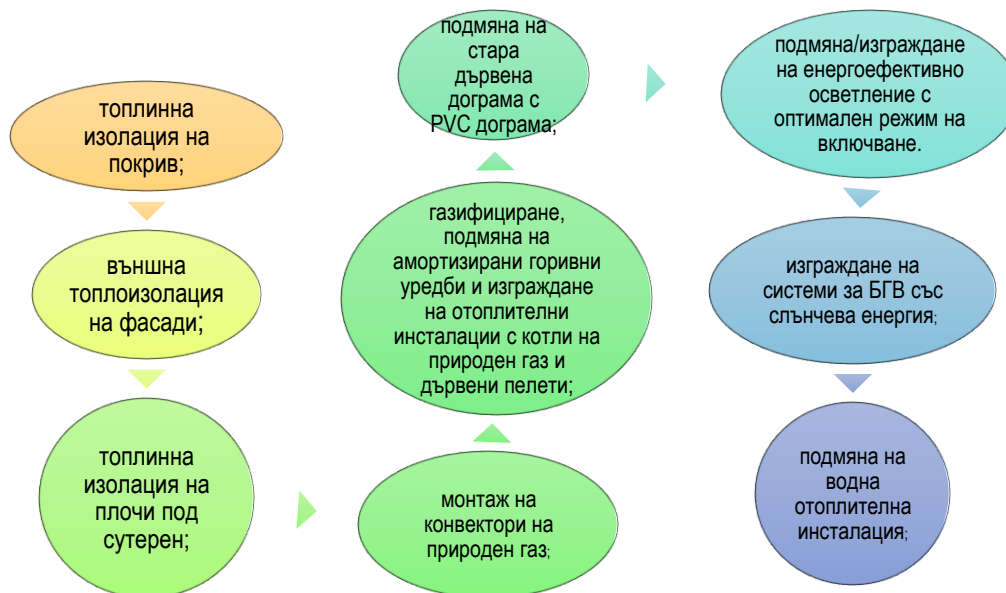 топлинна
изолация на
покрив;
външна
топлоизолация
на фасади;
топлинна
изолация на
плочи под
сутерен;
монтаж на
конвектори на
природен газ;
газифициране,
подмяна на
амортизирани горивни
уредби и изграждане
на отоплителни
инсталации с котли на
природен газ и
дървени пелети;
подмяна на
стара
дървена
дограма с
PVC дограма;
подмяна/изграждане
на енергоефективно
осветление с
оптимален режим на
включване.
изграждане на
системи за БГВ със
слънчева енергия;
подмяна на
водна
отоплителна
инсталация;